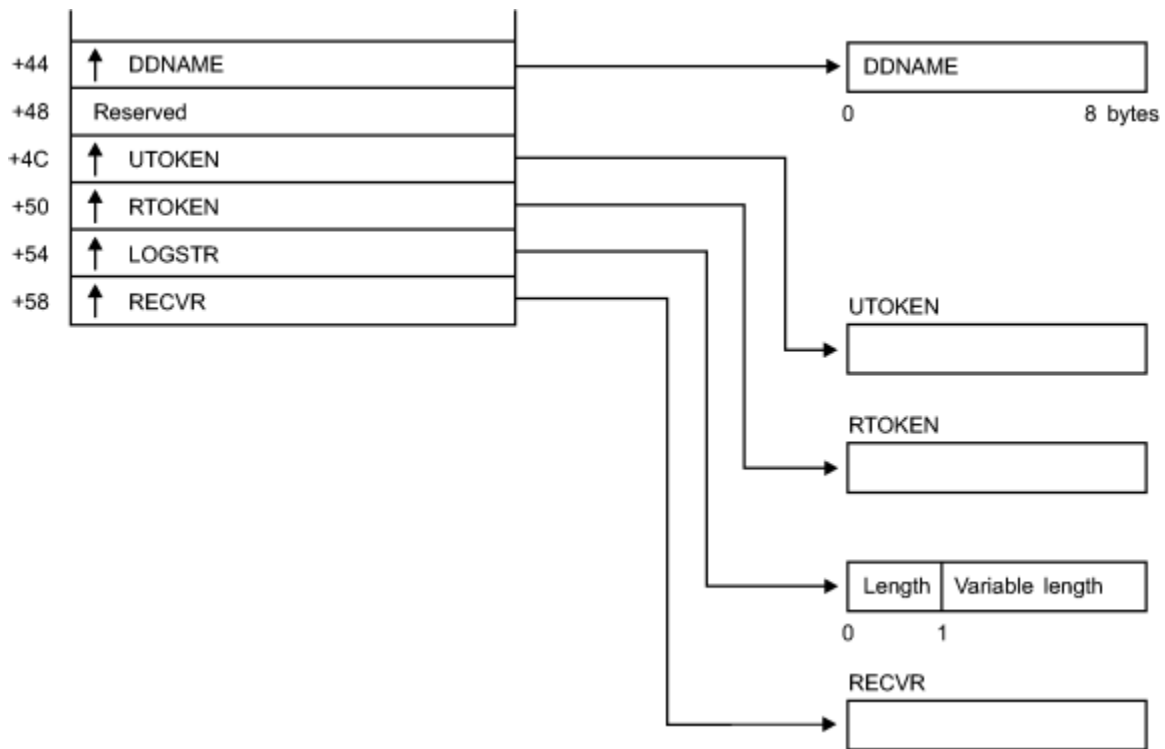 +44 DDNAME DDNAME
0 8 bytes
+48 Reserved
+4C UTOKEN
+50 RTOKEN
+54 LOGSTR
+58 RECVR
UTOKEN
RTOKEN
Length Variable length
0 1
RECVR